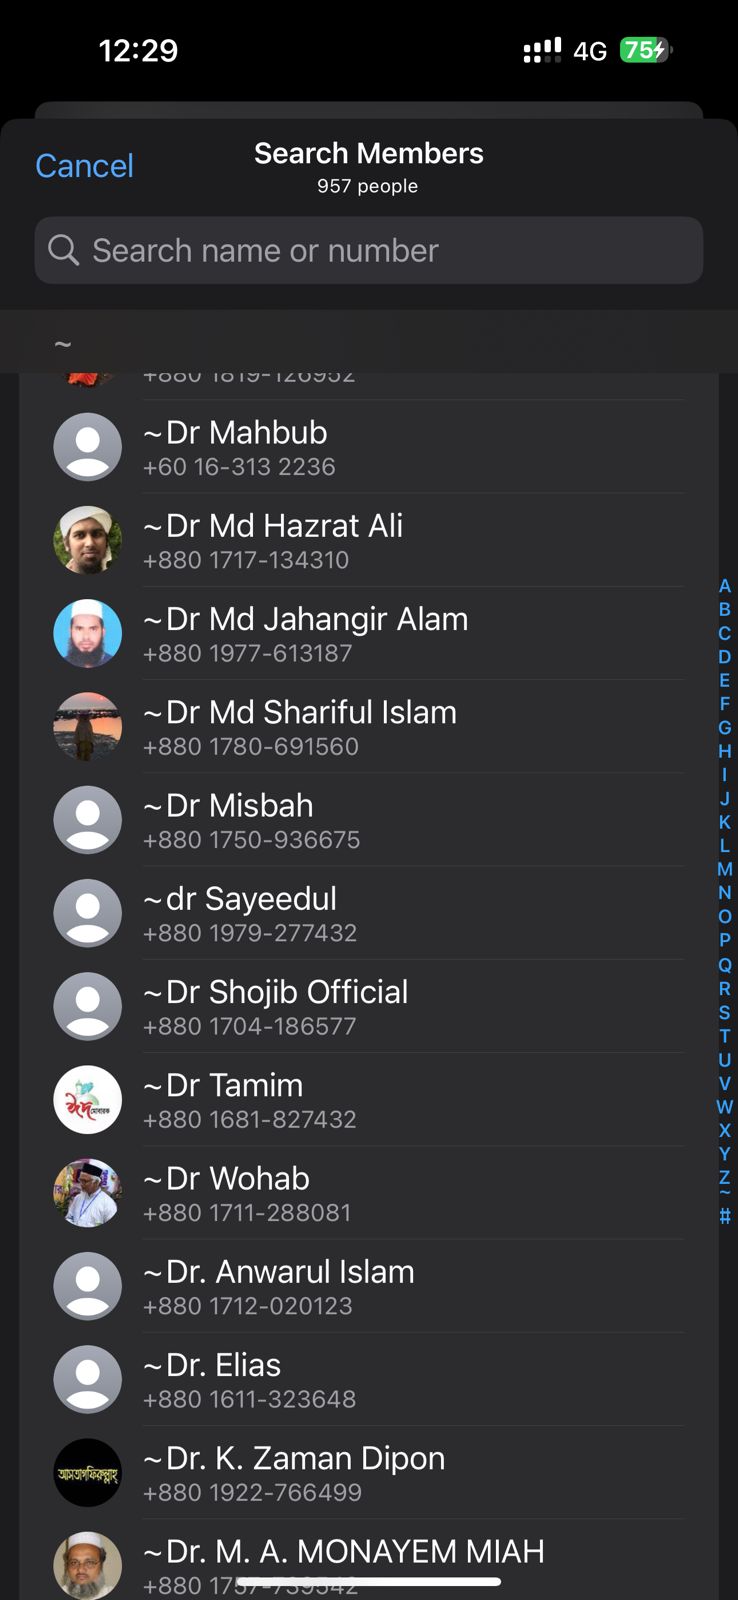 12:29
4G 75
Cancel
Search Members
957 people
Search name or number
~
+880 1819-126952
~Dr Mahbub
+60 16-313 2236
~Dr Md Hazrat Ali
+880 1717-134310
~Dr Md Jahangir Alam
+880 1977-613187
~Dr Md Shariful Islam
+880 1780-691560
~Dr Misbah
+880 1750-936675
~dr Sayeedul
+880 1979-277432
~Dr Shojib Official
+880 1704-186577
~Dr Tamim
+880 1681-827432
ঈদ মোবারক
~Dr Wohab
+880 1711-288081
~Dr. Anwarul Islam
+880 1712-020123
~Dr. Elias
+880 1611-323648
~Dr. K. Zaman Dipon
+880 1922-766499
আসতাগফিরুল্লাহ্
~Dr. M. A. MONAYEM MIAH
+880
A
B
C
D
E
F
G
H
I
J
K
L
M
N
O
P
Q
R
S
T
U
V
W
X
Y
Z
~
#